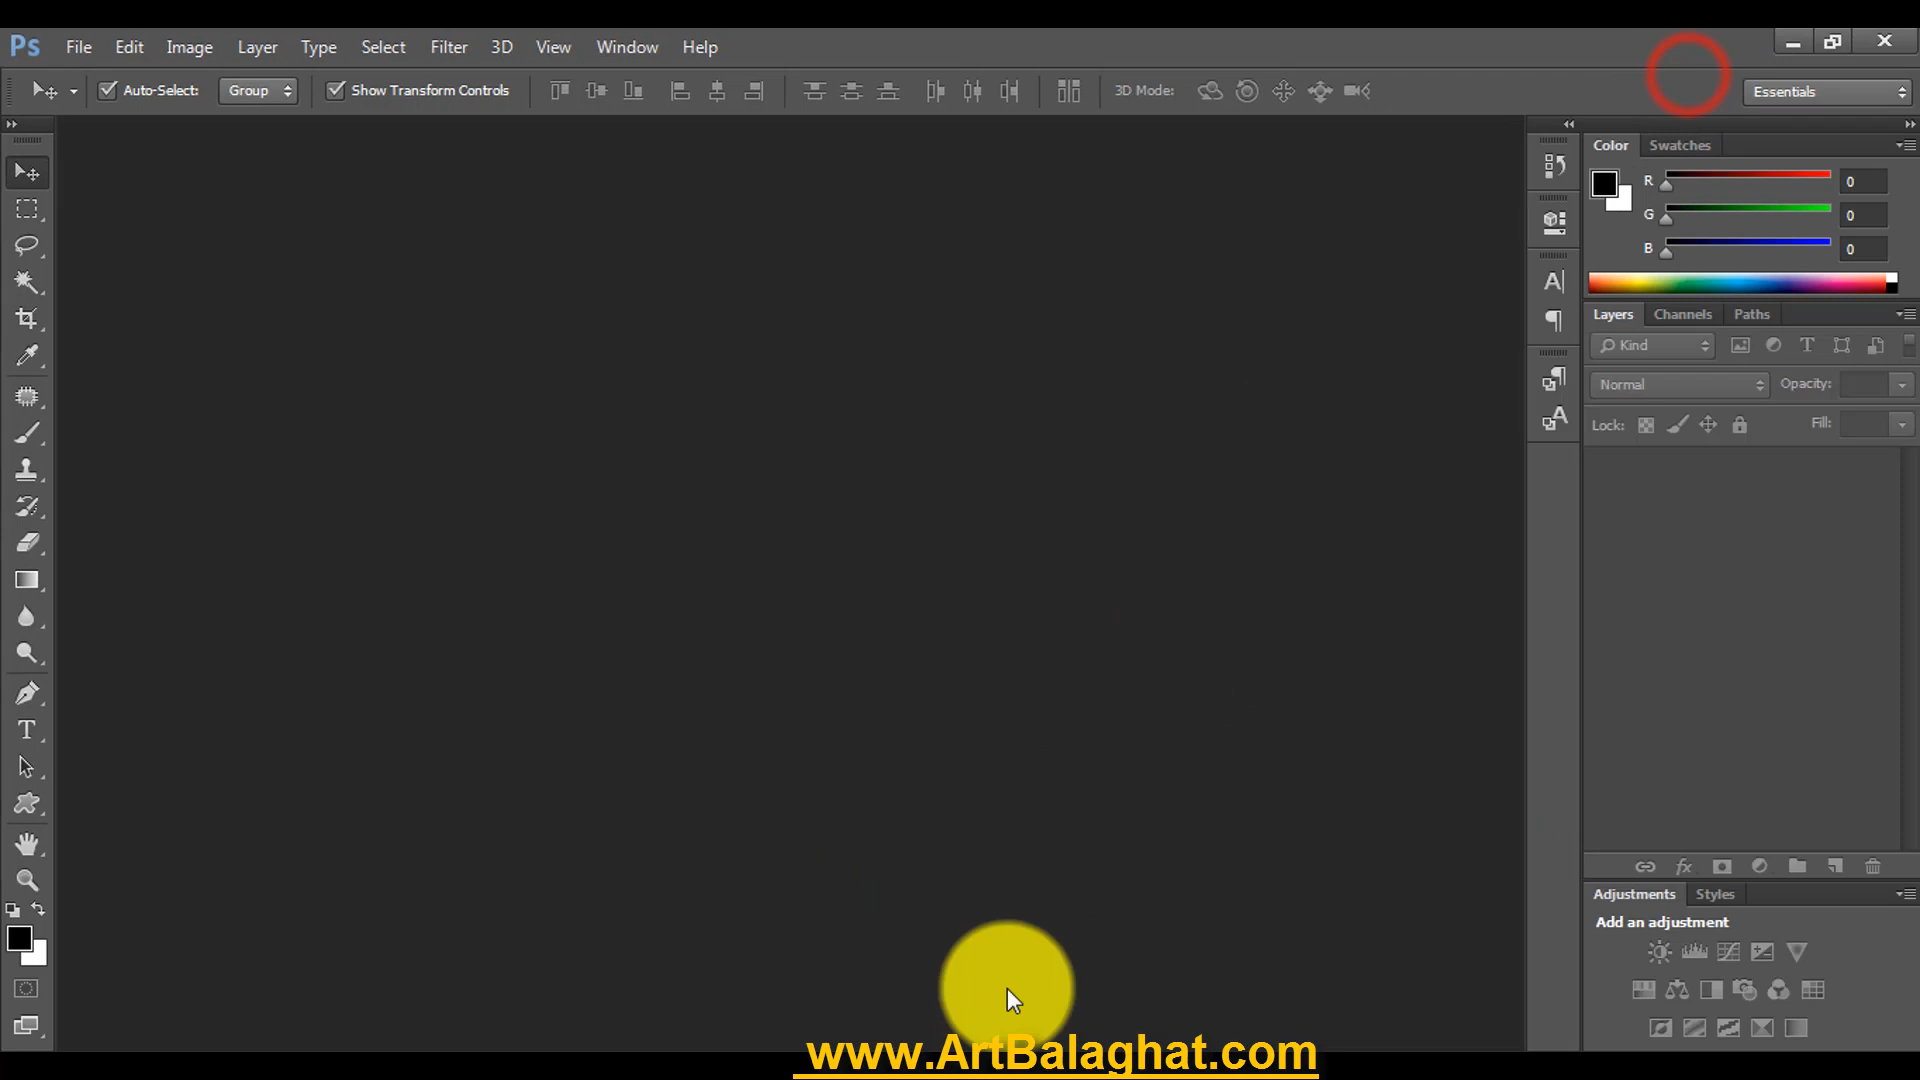 Ps File Edit Image Layer Type Select Filter 3D View Window Help
Auto-Select: Group Show Transform Controls 3D Mode: Essentials
Color Swatches
R 0
G 0
B 0
Layers Channels Paths
Kind
Normal Opacity:
Lock: Fill:
Adjustments Styles
Add an adjustment
www.ArtBalaghat.com